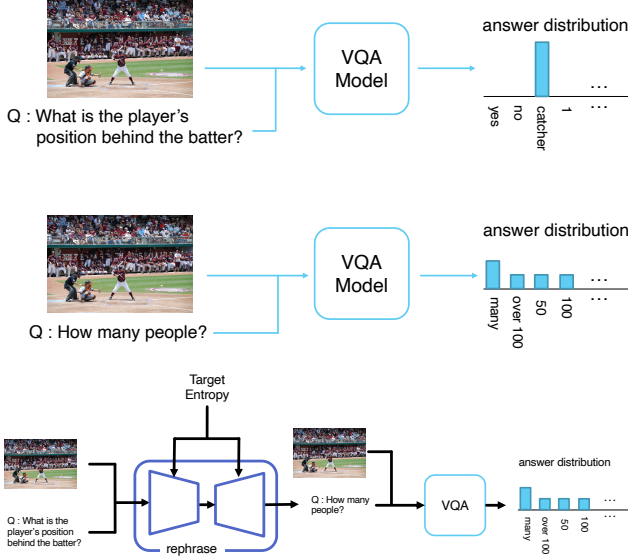 answer distribution
VQA
Model
Q : What is the player's
position behind the batter?
yes
no
catcher
1
...
...
answer distribution
VQA
Model
Q : How many people?
many
over 100
50
100
...
...
Target
Entropy
Q : What is the
player's position
behind the batter?
rephrase
Q : How many
people?
VQA
answer distribution
many
over 100
50
100
...
...